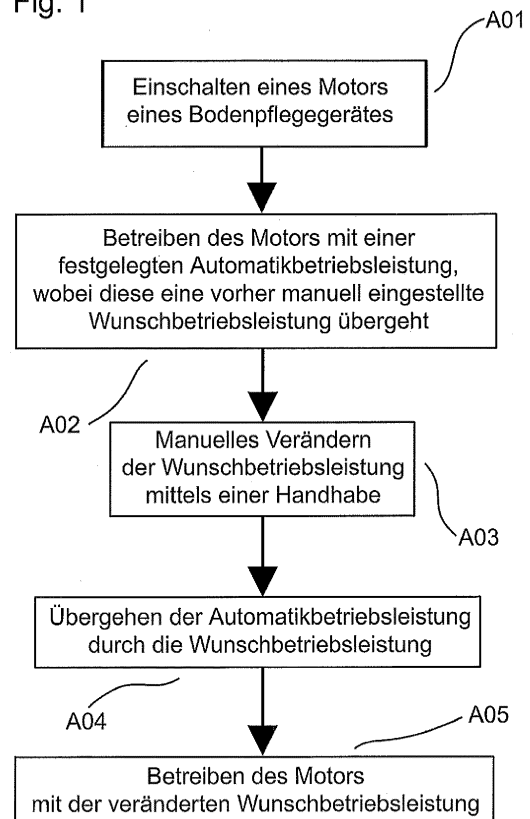 Fig. 1
A01
Einschalten eines Motors
eines Bodenpflegegerätes
Betreiben des Motors mit einer
festgelegten Automatikbetriebsleistung,
wobei diese eine vorher manuell eingestellte
Wunschbetriebsleistung übergeht
A02
Manuelles Verändern
der Wunschbetriebsleistung
mittels einer Handhabe
A03
Übergehen der Automatikbetriebsleistung
durch die Wunschbetriebsleistung
A04
A05
Betreiben des Motors
mit der veränderten Wunschbetriebsleistung